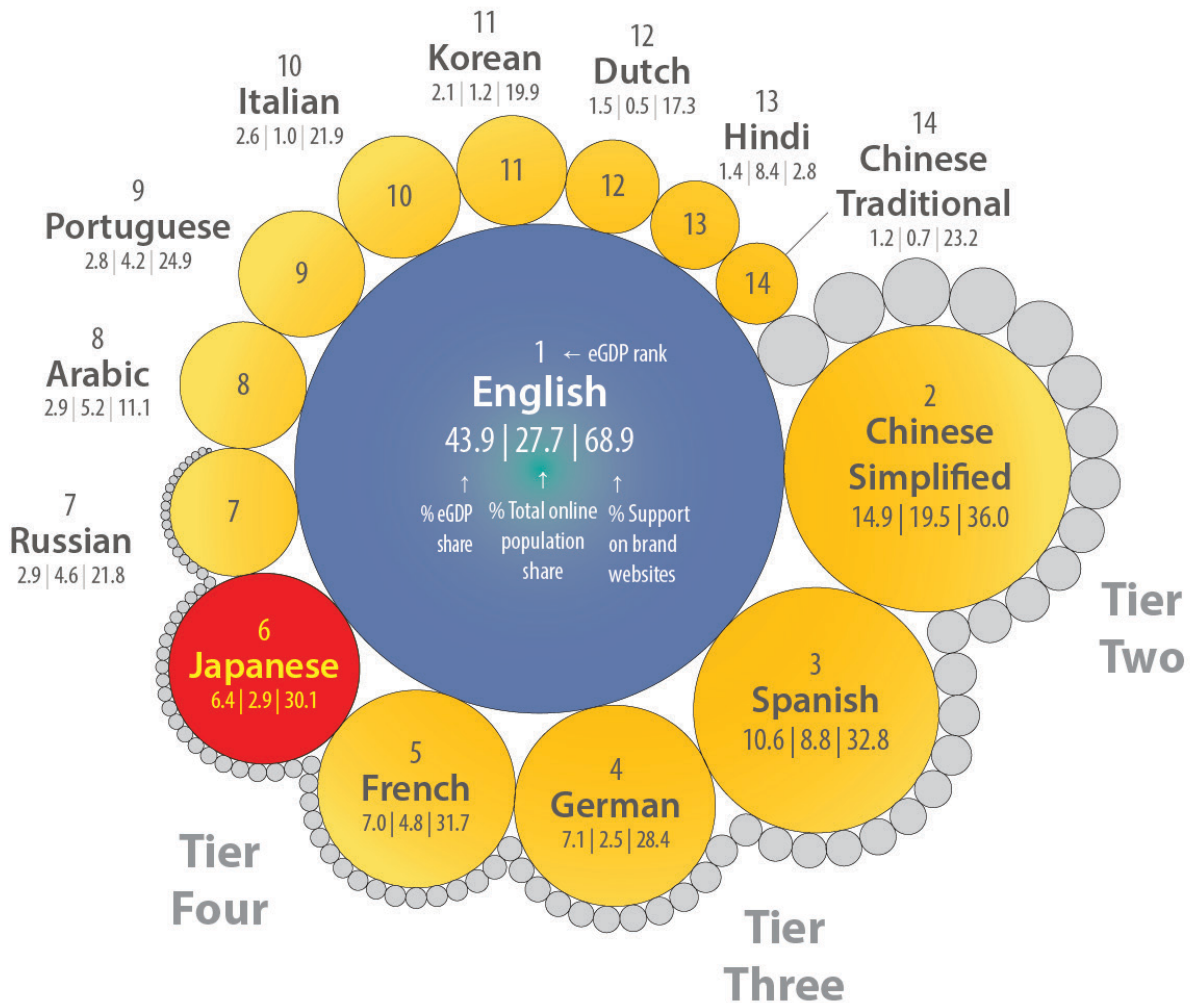 1 ← eGDP rank
English
43.9 | 27.7 | 68.9
↑ ↑ ↑
% eGDP
share
% Total online
population
share
% Support
on brand
websites
2
Chinese
Simplified
14.9 | 19.5 | 36.0
3
Spanish
10.6 | 8.8 | 32.8
4
German
7.1 | 2.5 | 28.4
5
French
7.0 | 4.8 | 31.7
6
Japanese
6.4 | 2.9 | 30.1
7
7
Russian
2.9 | 4.6 | 21.8
8
8
Arabic
2.9 | 5.2 | 11.1
9
9
Portuguese
2.8 | 4.2 | 24.9
10
10
Italian
2.6 | 1.0 | 21.9
11
11
Korean
2.1 | 1.2 | 19.9
12
12
Dutch
1.5 | 0.5 | 17.3
13
13
Hindi
1.4 | 8.4 | 2.8
14
14
Chinese
Traditional
1.2 | 0.7 | 23.2
Tier
Two
Tier
Three
Tier
Four